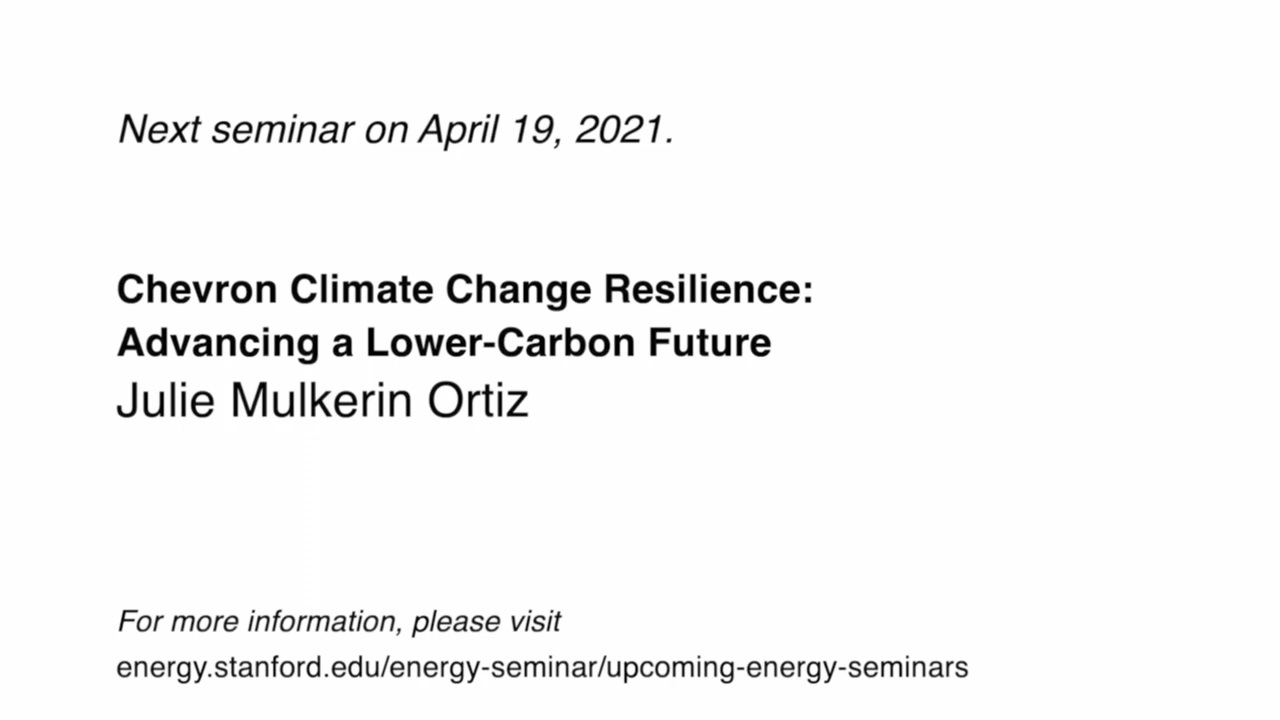 Next seminar on April 19, 2021.
Chevron Climate Change Resilience:
Advancing a Lower-Carbon Future
Julie Mulkerin Ortiz
For more information, please visit
energy.stanford.edu/energy-seminar/upcoming-energy-seminars